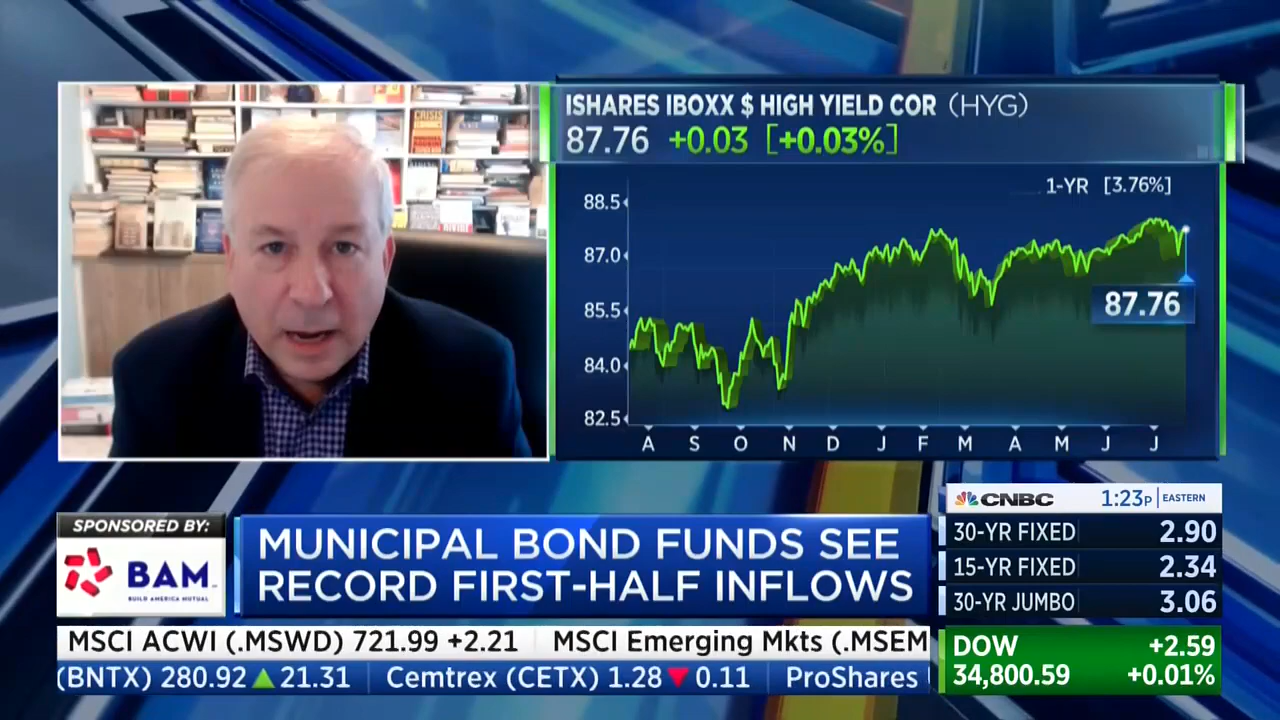 CRISIS
ISHARES IBOXX $ HIGH YIELD COR (HYG)
87.76 +0.03 [+0.03%]
1-YR [3.76%]
88.5
87.0
85.5
84.0
82.5
87.76
A S O N D J F M A M J J
SPONSORED BY:
BAM
BUILD AMERICA MUTUAL
MUNICIPAL BOND FUNDS SEE
RECORD FIRST-HALF INFLOWS
CNBC 1:23P EASTERN
30-YR FIXED 2.90
15-YR FIXED 2.34
30-YR JUMBO 3.06
DOW +2.59
34,800.59 +0.01%
MSCI ACWI (.MSWD) 721.99 +2.21 MSCI Emerging Mkts (.MSEM
(BNTX) 280.92 ▲ 21.31 Cemtrex (CETX) 1.28 ▼ 0.11 ProShares